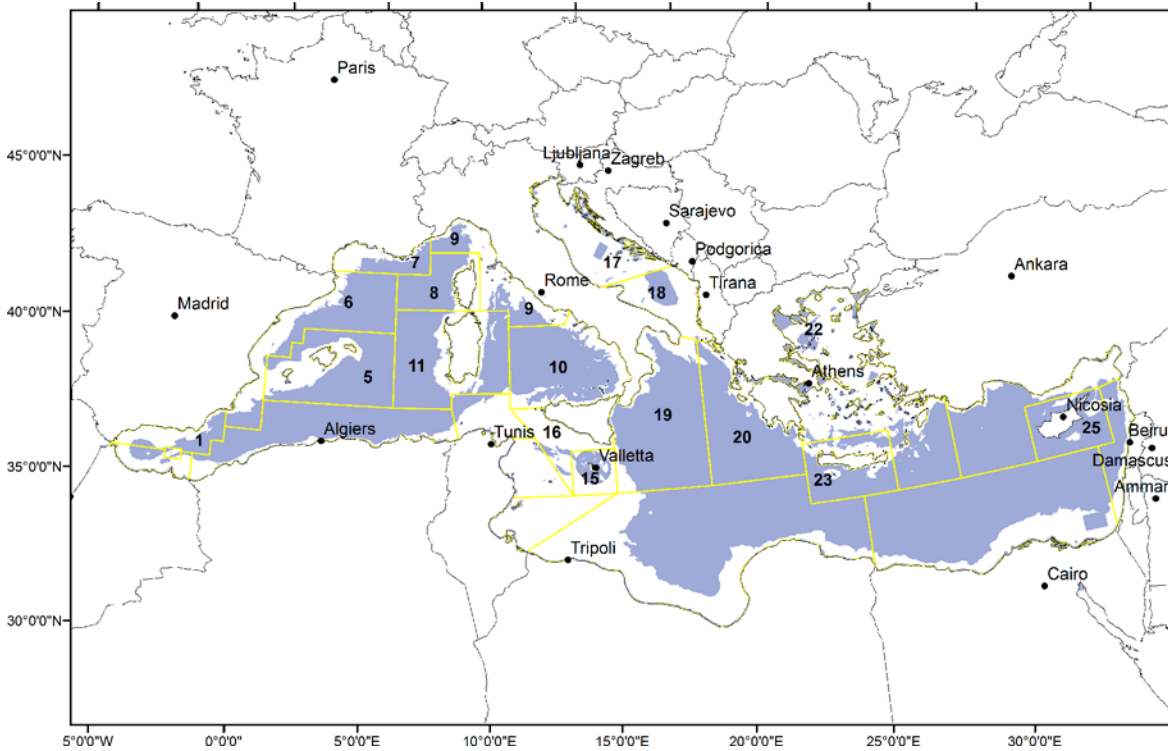 Paris
45°0'0"N
Ljubljana
Zagreb
Sarajevo
9
17
Podgorica
7
Ankara
Rome
Tirana
8
18
6
Madrid
9
40°0'0"N
22
10
5
11
Athens
Nicosia
19
25
1
16
20
Algiers
Tunis
Beiru
Valletta
Damascus
35°0'0"N
15
23
Amman
Tripoli
Cairo
30°0'0"N
5°0'0"W
0°0'0"
5°0'0"E
10°0'0"E
15°0'0"E
20°0'0"E
25°0'0"E
30°0'0"E